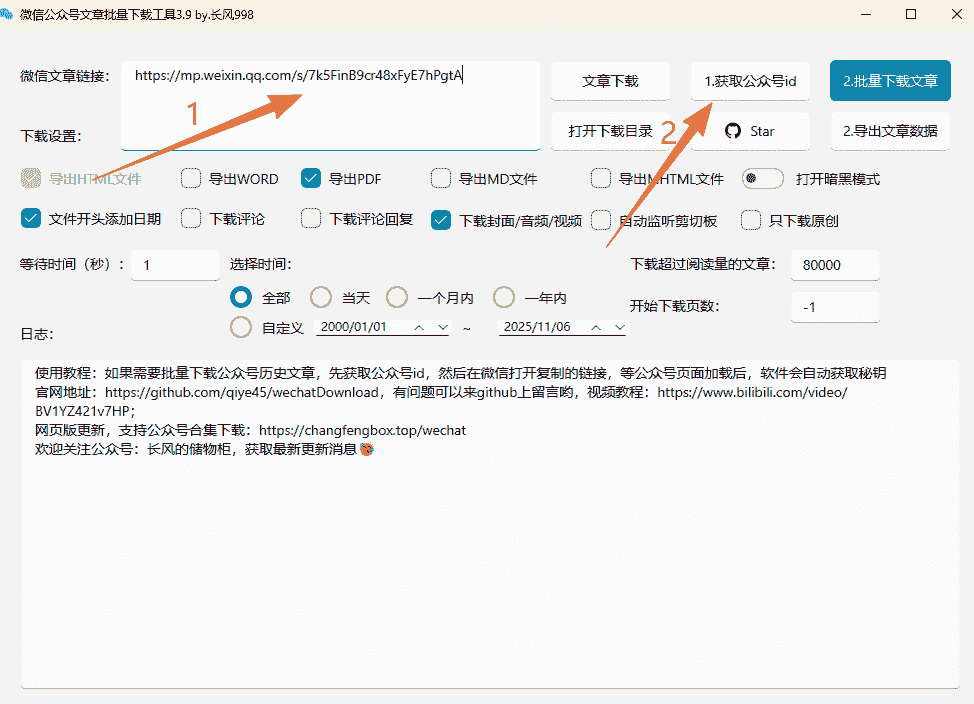 微信公众号文章批量下载工具3.9 by.长风998
微信文章链接： https://mp.weixin.qq.com/s/7k5FinB9cr48xFyE7hPgtA 文章下载 1.获取公众号id 2.批量下载文章
1
下载设置： 打开下载目录 2 Star 2.导出文章数据
导出HTML文件 导出WORD 导出PDF 导出MD文件 导出MHTML文件 打开暗黑模式
文件开头添加日期 下载评论 下载评论回复 下载封面/音频/视频 自动监听剪切板 只下载原创
等待时间（秒）： 1 选择时间： 下载超过阅读量的文章： 80000
全部 当天 一个月内 一年内 开始下载页数： -1
自定义 2000/01/01 ~ 2025/11/06
日志：
使用教程：如果需要批量下载公众号历史文章，先获取公众号id，然后在微信打开复制的链接，等公众号页面加载后，软件会自动获取秘钥
官网地址：https://github.com/qiye45/wechatDownload，有问题可以来github上留言哟，视频教程：https://www.bilibili.com/video/
BV1YZ421v7HP；
网页版更新，支持公众号合集下载：https://changfengbox.top/wechat
欢迎关注公众号：长风的储物柜，获取最新更新消息